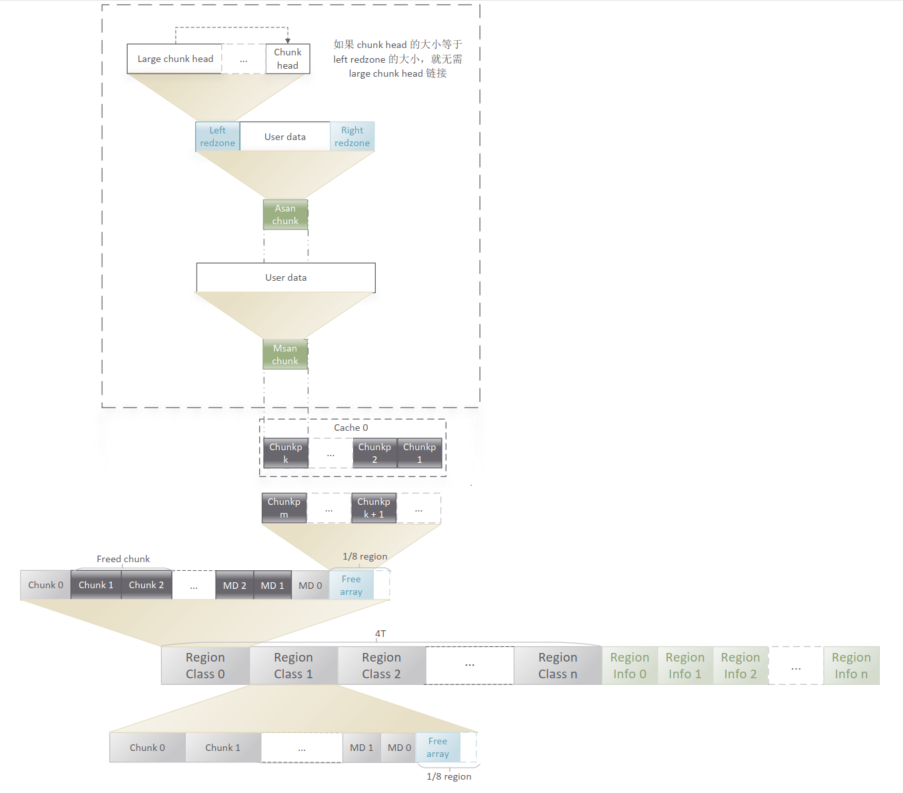 Large chunk head
...
Chunk
head
如果 chunk head 的大小等于
left redzone 的大小，就无需
large chunk head 链接
Left
redzone
User data
Right
redzone
Asan
chunk
User data
Msan
chunk
Cache 0
Chunkp
k
...
Chunkp
2
Chunkp
1
Chunkp
m
...
Chunkp
k + 1
...
Freed chunk
1/8 region
Chunk 0
Chunk 1
Chunk 2
...
MD 2
MD 1
MD 0
Free
array
4T
Region
Class 0
Region
Class 1
Region
Class 2
...
Region
Class n
Region
Info 0
Region
Info 1
Region
Info 2
...
Region
Info n
Chunk 0
Chunk 1
...
MD 1
MD 0
Free
array
1/8 region